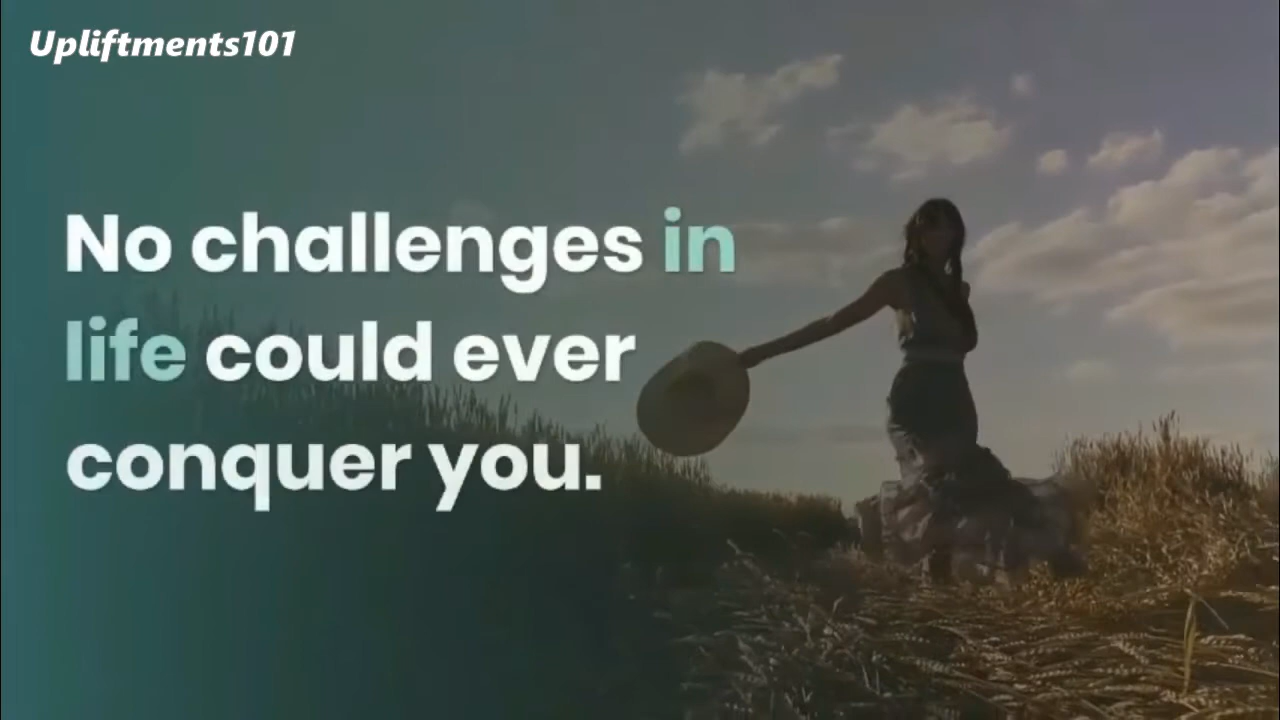 Upliftments101
No challenges in
life could ever
conquer you.